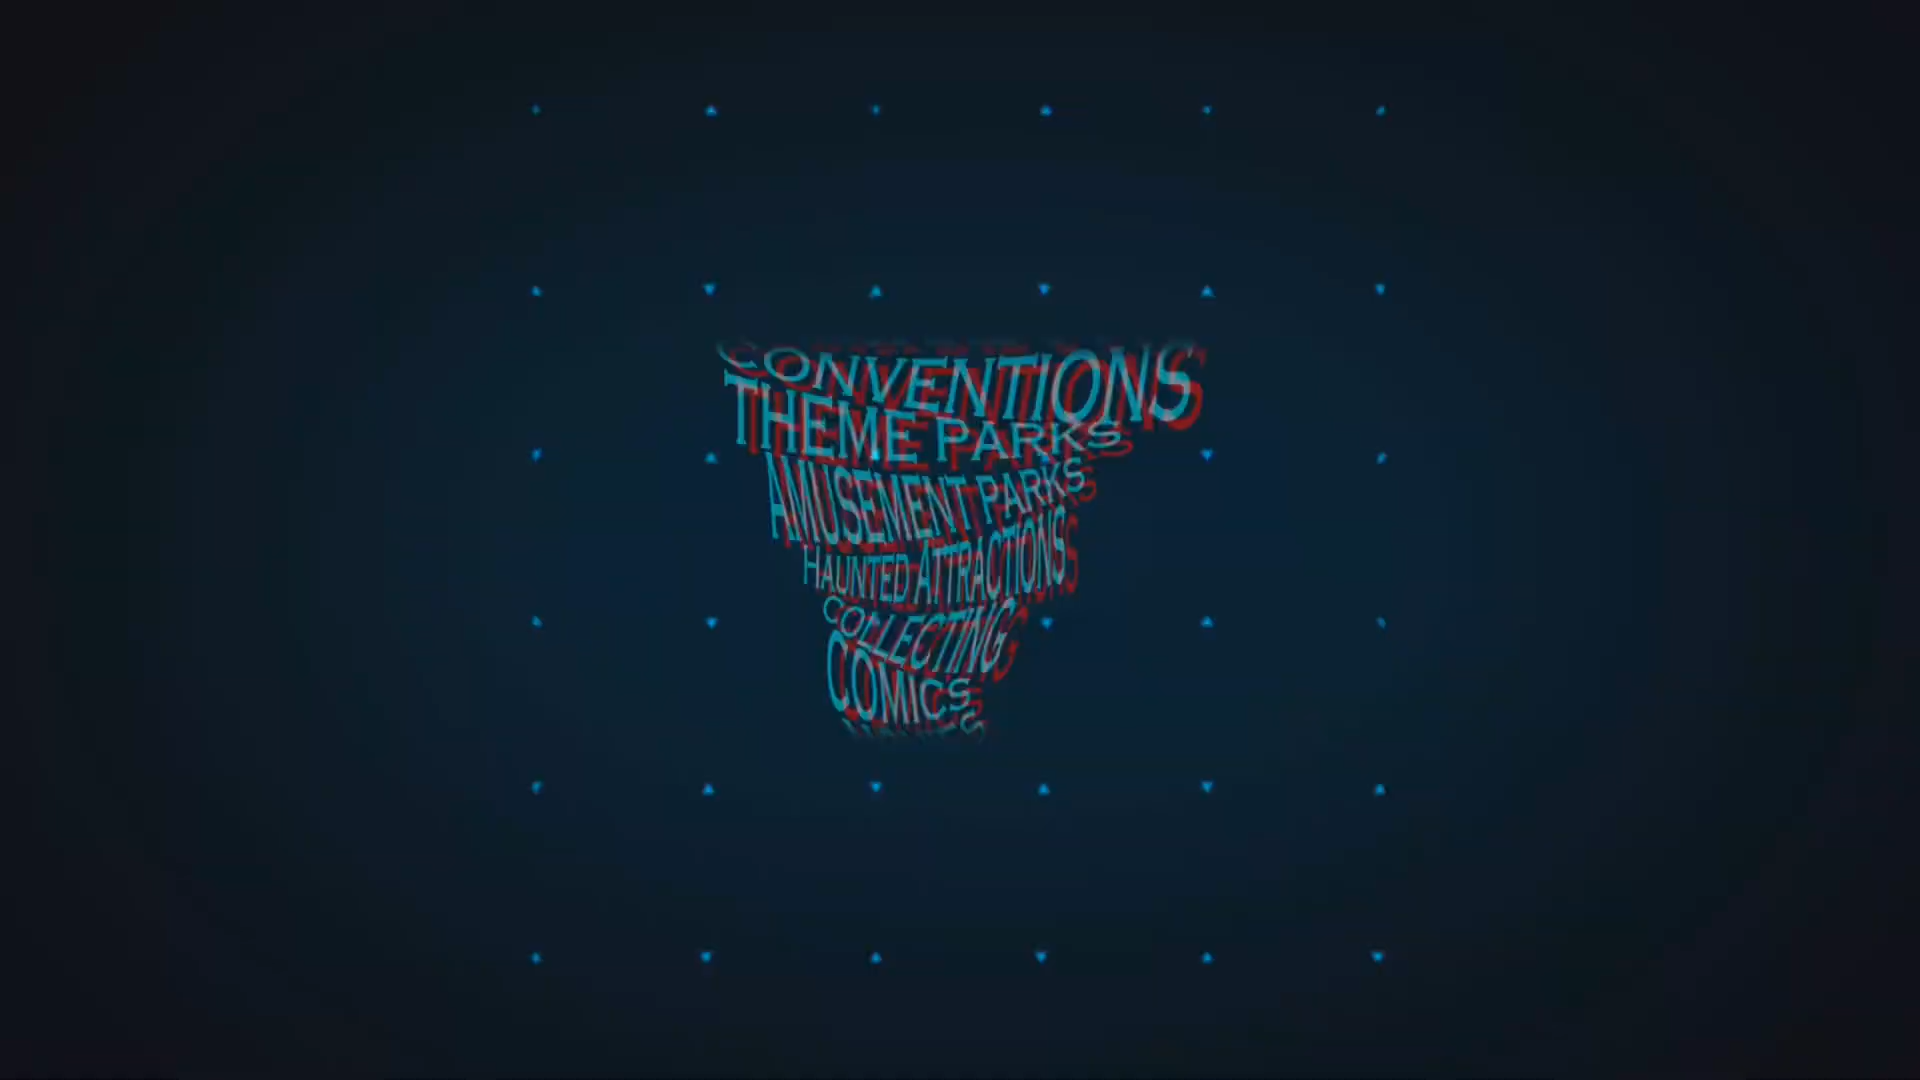 CONVENTIONS
THEME PARKS
AMUSEMENT PARKS
HAUNTED ATTRACTIONS
COLLECTING
COMICS